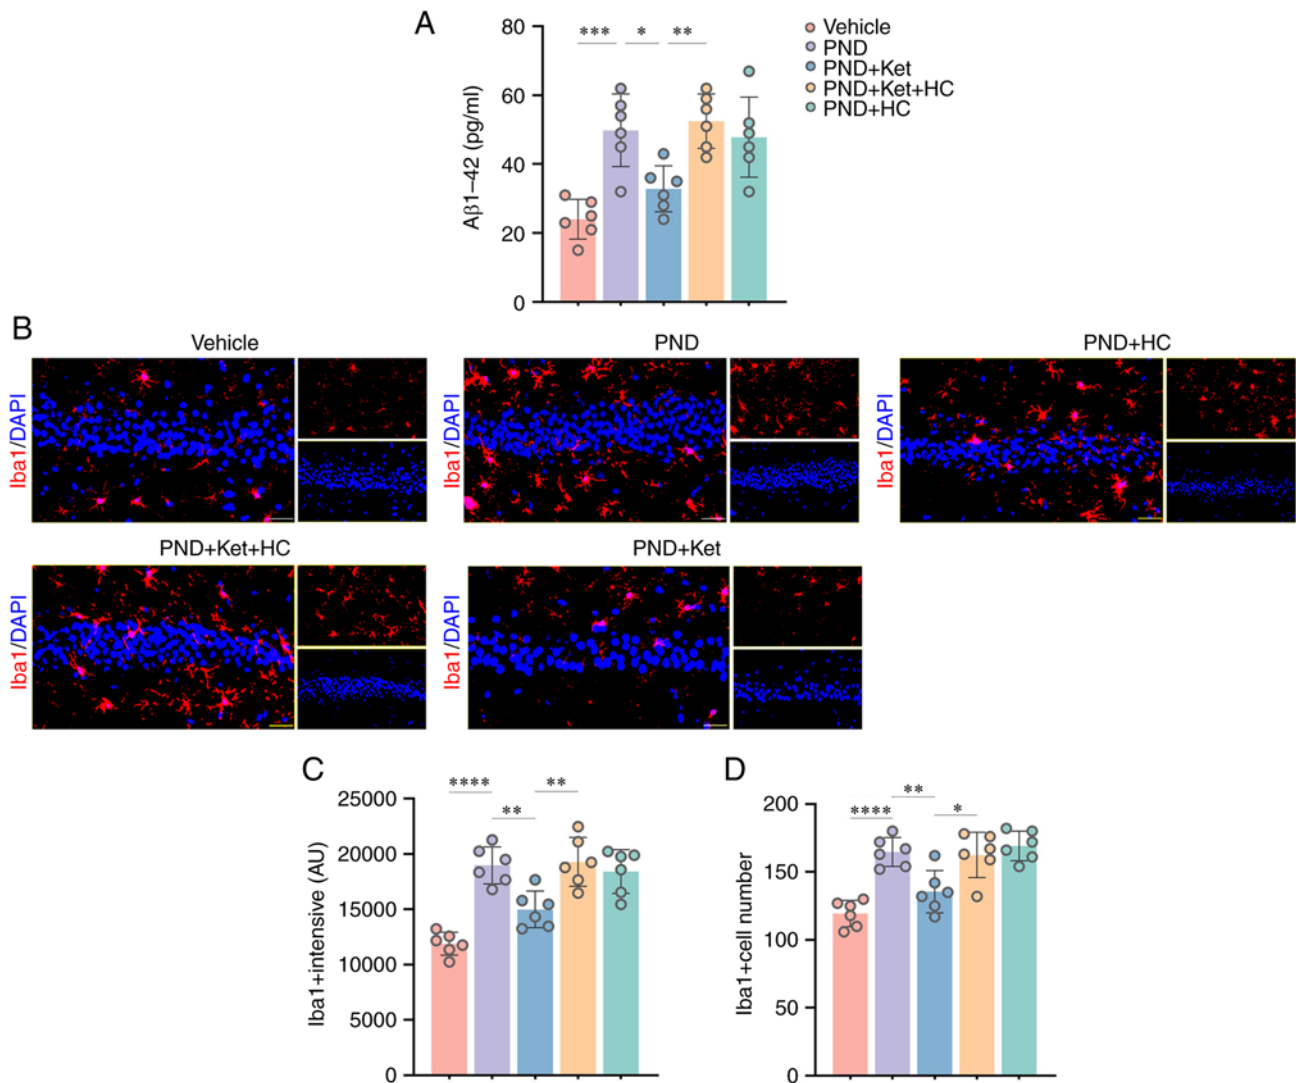 A
Aβ1–42 (pg/ml)
80
60
40
20
0
*** * **
Vehicle
PND
PND+Ket
PND+Ket+HC
PND+HC
B
Vehicle
PND
PND+HC
Iba1/DAPI
Iba1/DAPI
Iba1/DAPI
PND+Ket+HC
PND+Ket
Iba1/DAPI
Iba1/DAPI
C
Iba1+intensive (AU)
25000
20000
15000
10000
5000
0
**** **
**
D
Iba1+cell number
200
150
100
50
0
**
**** *